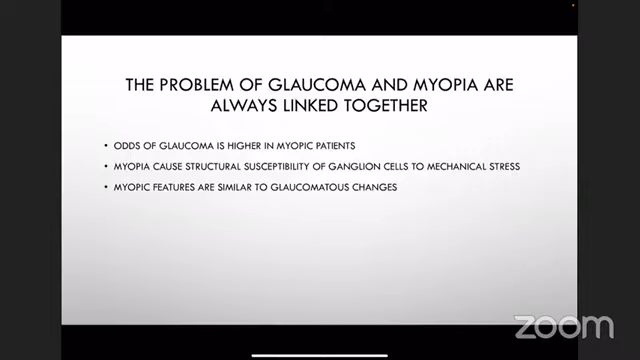 THE PROBLEM OF GLAUCOMA AND MYOPIA ARE
ALWAYS LINKED TOGETHER
• ODDS OF GLAUCOMA IS HIGHER IN MYOPIC PATIENTS
• MYOPIA CAUSE STRUCTURAL SUSCEPTIBILITY OF GANGLION CELLS TO MECHANICAL STRESS
• MYOPIC FEATURES ARE SIMILAR TO GLAUCOMATOUS CHANGES
zoom